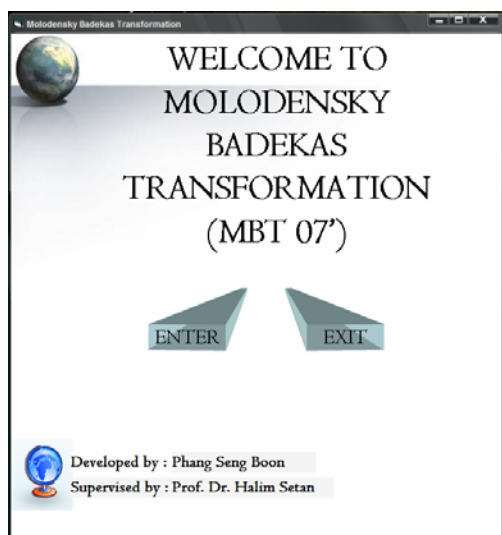 Molodensky Badekas Transformation
WELCOME TO
MOLODENSKY
BADEKAS
TRANSFORMATION
(MBT 07')
ENTER
EXIT
Developed by : Phang Seng Boon
Supervised by : Prof. Dr. Halim Setan